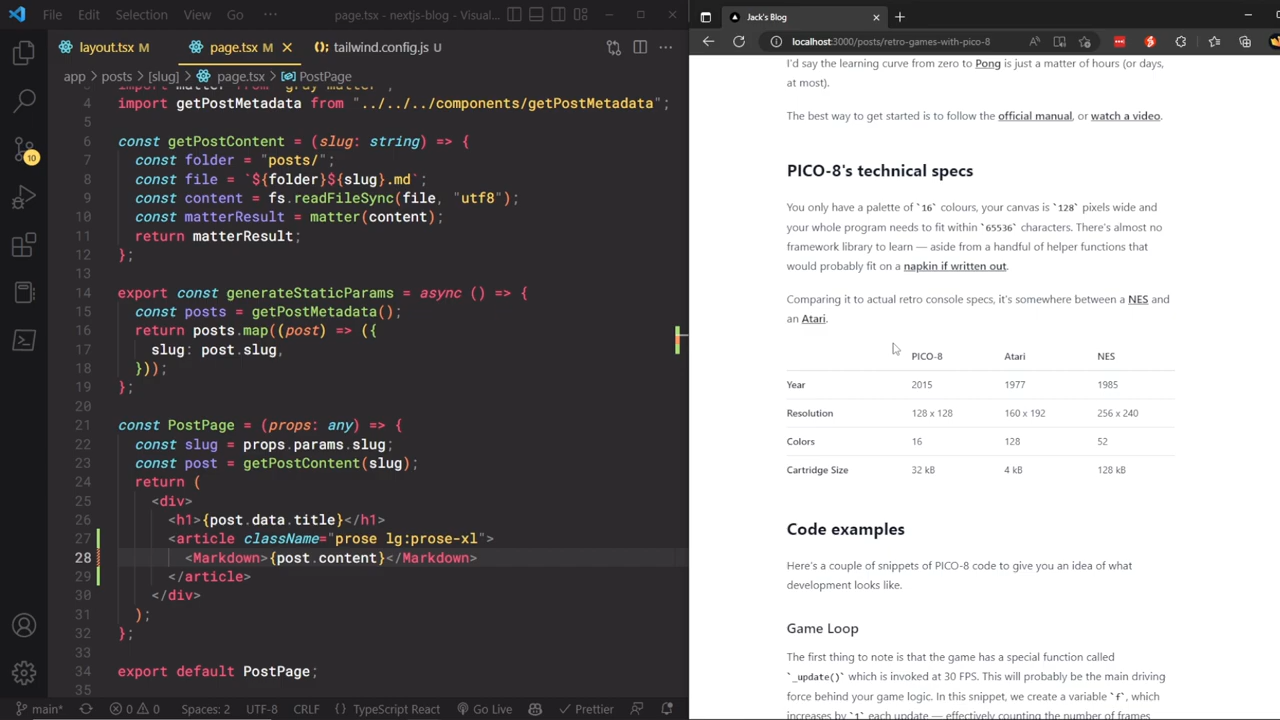 File Edit Selection View Go ··· page.tsx - nextjs-blog - Visual...
layout.tsx M page.tsx M tailwind.config.js U
app > posts > [slug] > page.tsx > PostPage
4 import getPostMetadata from "../../../components/getPostMetadata";
5
6 const getPostContent = (slug: string) => {
7 const folder = "posts/";
8 const file = `${folder}${slug}.md`;
9 const content = fs.readFileSync(file, "utf8");
10 const matterResult = matter(content);
11 return matterResult;
12 };
13
14 export const generateStaticParams = async () => {
15 const posts = getPostMetadata();
16 return posts.map((post) => ({
17 slug: post.slug,
18 }));
19 };
20
21 const PostPage = (props: any) => {
22 const slug = props.params.slug;
23 const post = getPostContent(slug);
24 return (
25 <div>
26 <h1>{post.data.title}</h1>
27 <article className="prose lg:prose-xl">
28 <Markdown>{post.content}</Markdown>
29 </article>
30 </div>
31 );
32 };
33
34 export default PostPage;
35
10
main* 0 0 Spaces: 2 UTF-8 CRLF {} TypeScript React Go Live Prettier
Jack's Blog
localhost:3000/posts/retro-games-with-pico-8
I'd say the learning curve from zero to Pong is just a matter of hours (or days,
at most).
The best way to get started is to follow the official manual, or watch a video.
PICO-8's technical specs
You only have a palette of `16` colours, your canvas is `128` pixels wide and
your whole program needs to fit within `65536` characters. There's almost no
framework library to learn — aside from a handful of helper functions that
would probably fit on a napkin if written out.
Comparing it to actual retro console specs, it's somewhere between a NES and
an Atari.
PICO-8 Atari NES
Year 2015 1977 1985
Resolution 128 x 128 160 x 192 256 x 240
Colors 16 128 52
Cartridge Size 32 kB 4 kB 128 kB
Code examples
Here's a couple of snippets of PICO-8 code to give you an idea of what
development looks like.
Game Loop
The first thing to note is that the game has a special function called
`_update()` which is invoked at 30 FPS. This will probably be the main driving
force behind your game logic. In this snippet, we create a variable `f`, which
increases by `1` each update — effectively counting the number of frames